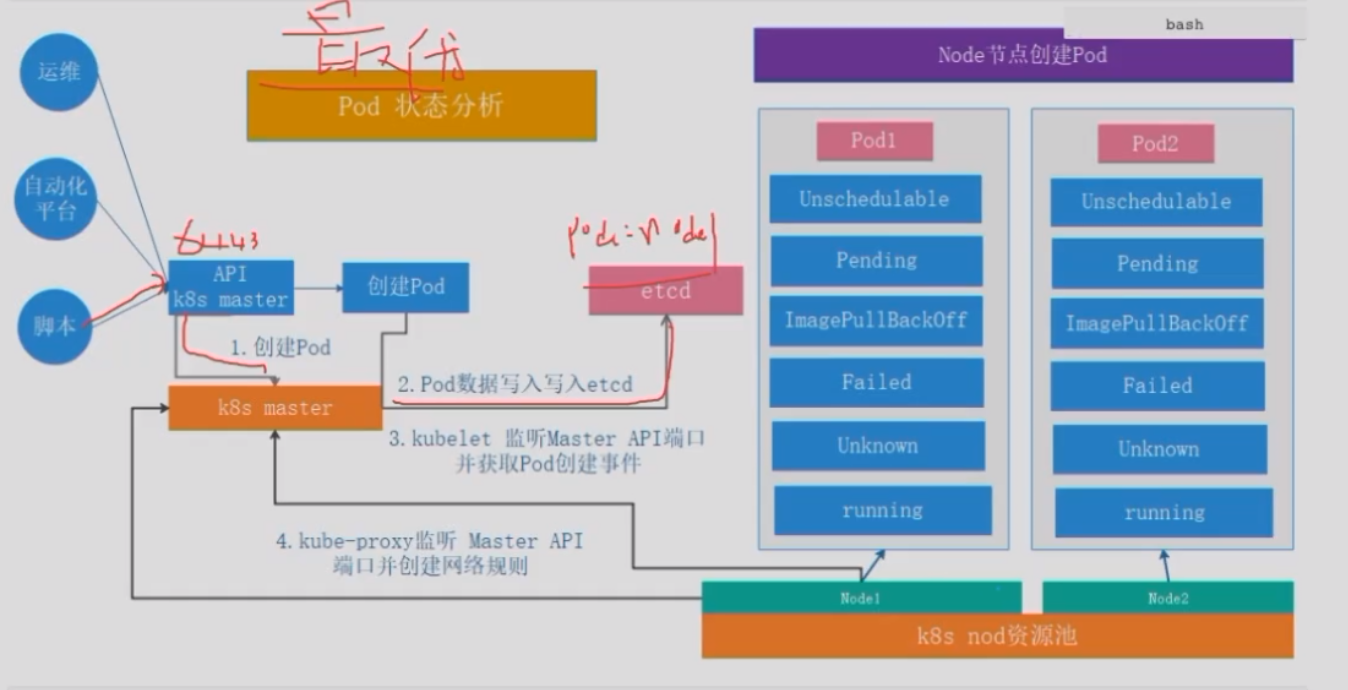 bash
最优
Pod 状态分析
Node节点创建Pod
运维
自动化
平台
脚本
6443
API
k8s master
创建Pod
etcd
1.创建Pod
k8s master
2.Pod数据写入写入etcd
3.kubelet 监听Master API端口
并获取Pod创建事件
4.kube-proxy监听 Master API
端口并创建网络规则
Pod1
Unschedulable
Pending
ImagePullBackOff
Failed
Unknown
running
Pod2
Unschedulable
Pending
ImagePullBackOff
Failed
Unknown
running
Node1
Node2
k8s nod资源池